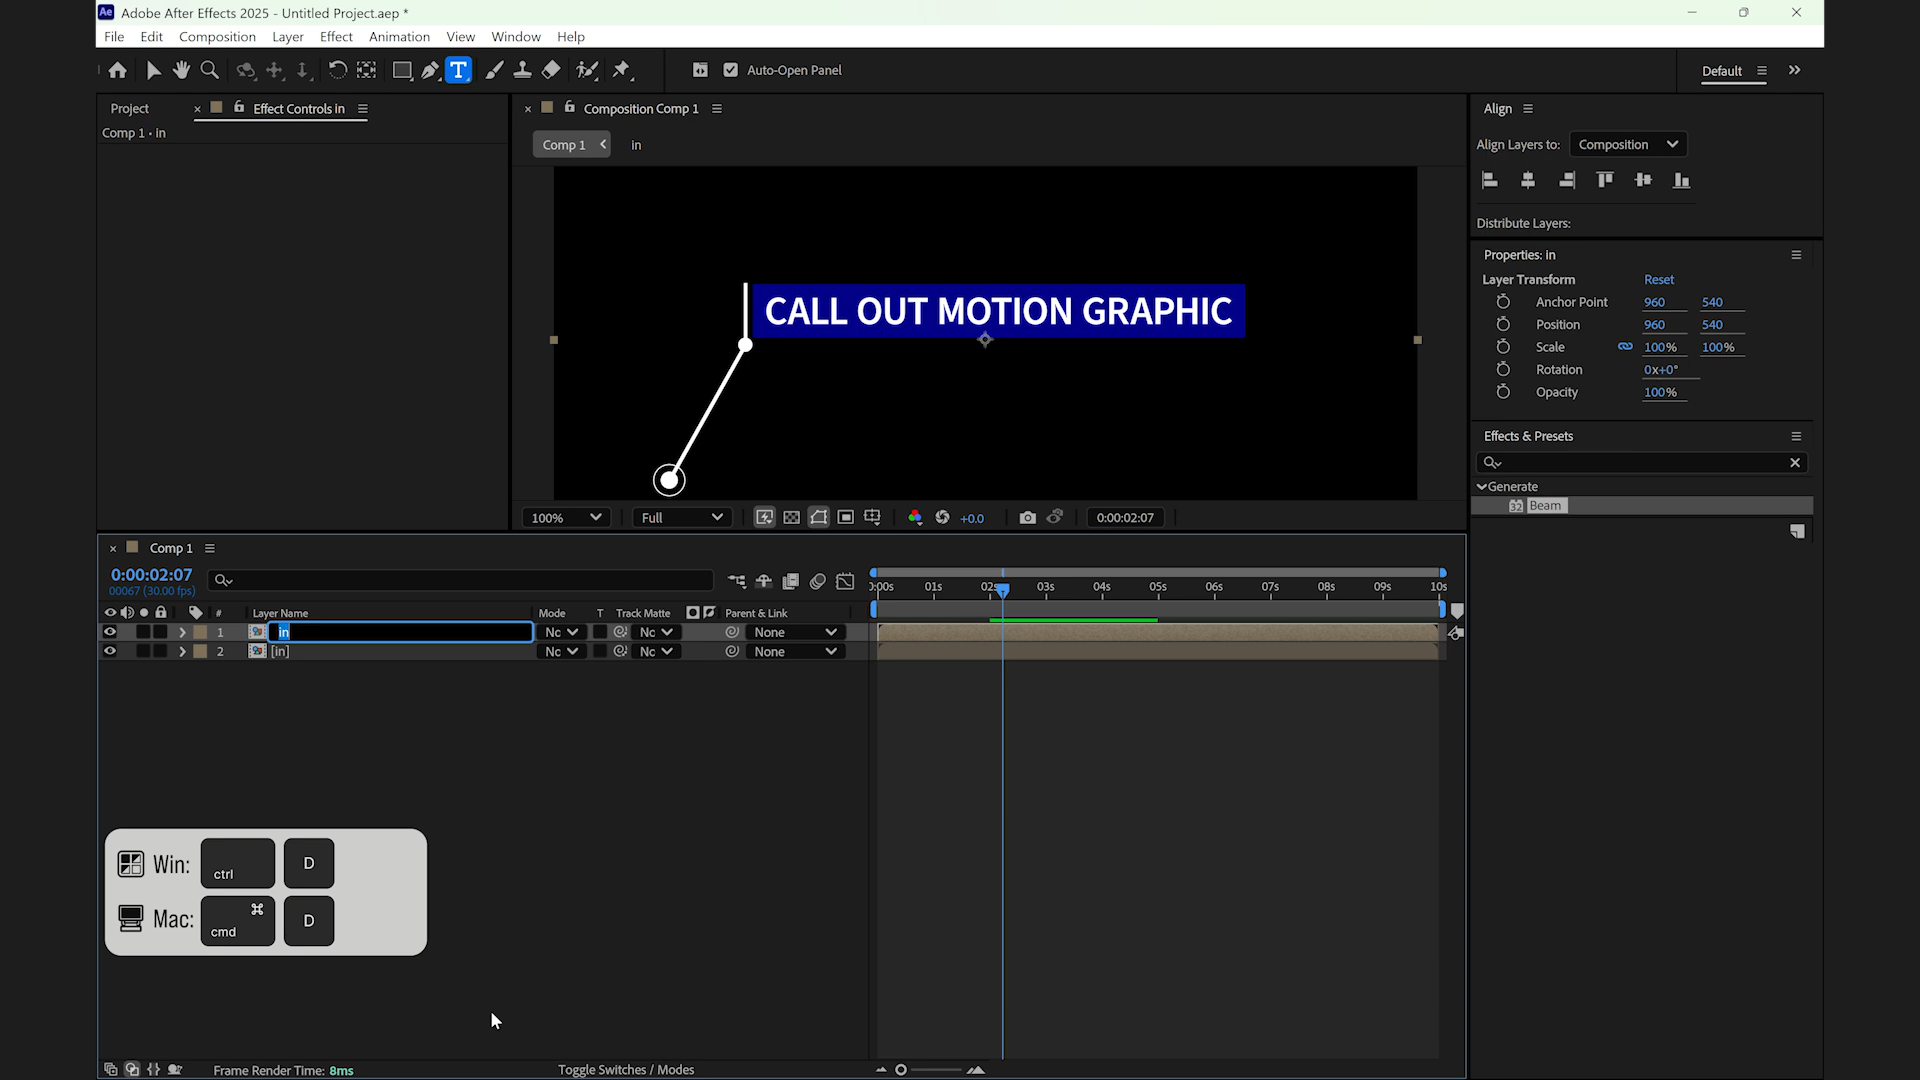 Ae Adobe After Effects 2025 - Untitled Project.aep *
File Edit Composition Layer Effect Animation View Window Help
T Auto-Open Panel Default
Project × Effect Controls in × Composition Comp 1 Align
Comp 1 • in
Comp 1 in Align Layers to: Composition
Distribute Layers:
Properties: in
Layer Transform Reset
Anchor Point 960 540
Position 960 540
Scale 100% 100%
Rotation 0x+0°
Opacity 100%
CALL OUT MOTION GRAPHIC
Effects & Presets
Generate
32 Beam
100% Full +0.0 0:00:02:07
× Comp 1
0:00:02:07
00067 (30.00 fps)
0:00s 01s 02s 03s 04s 05s 06s 07s 08s 09s 10s
# Layer Name Mode T Track Matte Parent & Link
1 in Nc Nc None
2 [in] Nc Nc None
Win: ctrl D
Mac: cmd ⌘ D
Frame Render Time: 8ms Toggle Switches / Modes